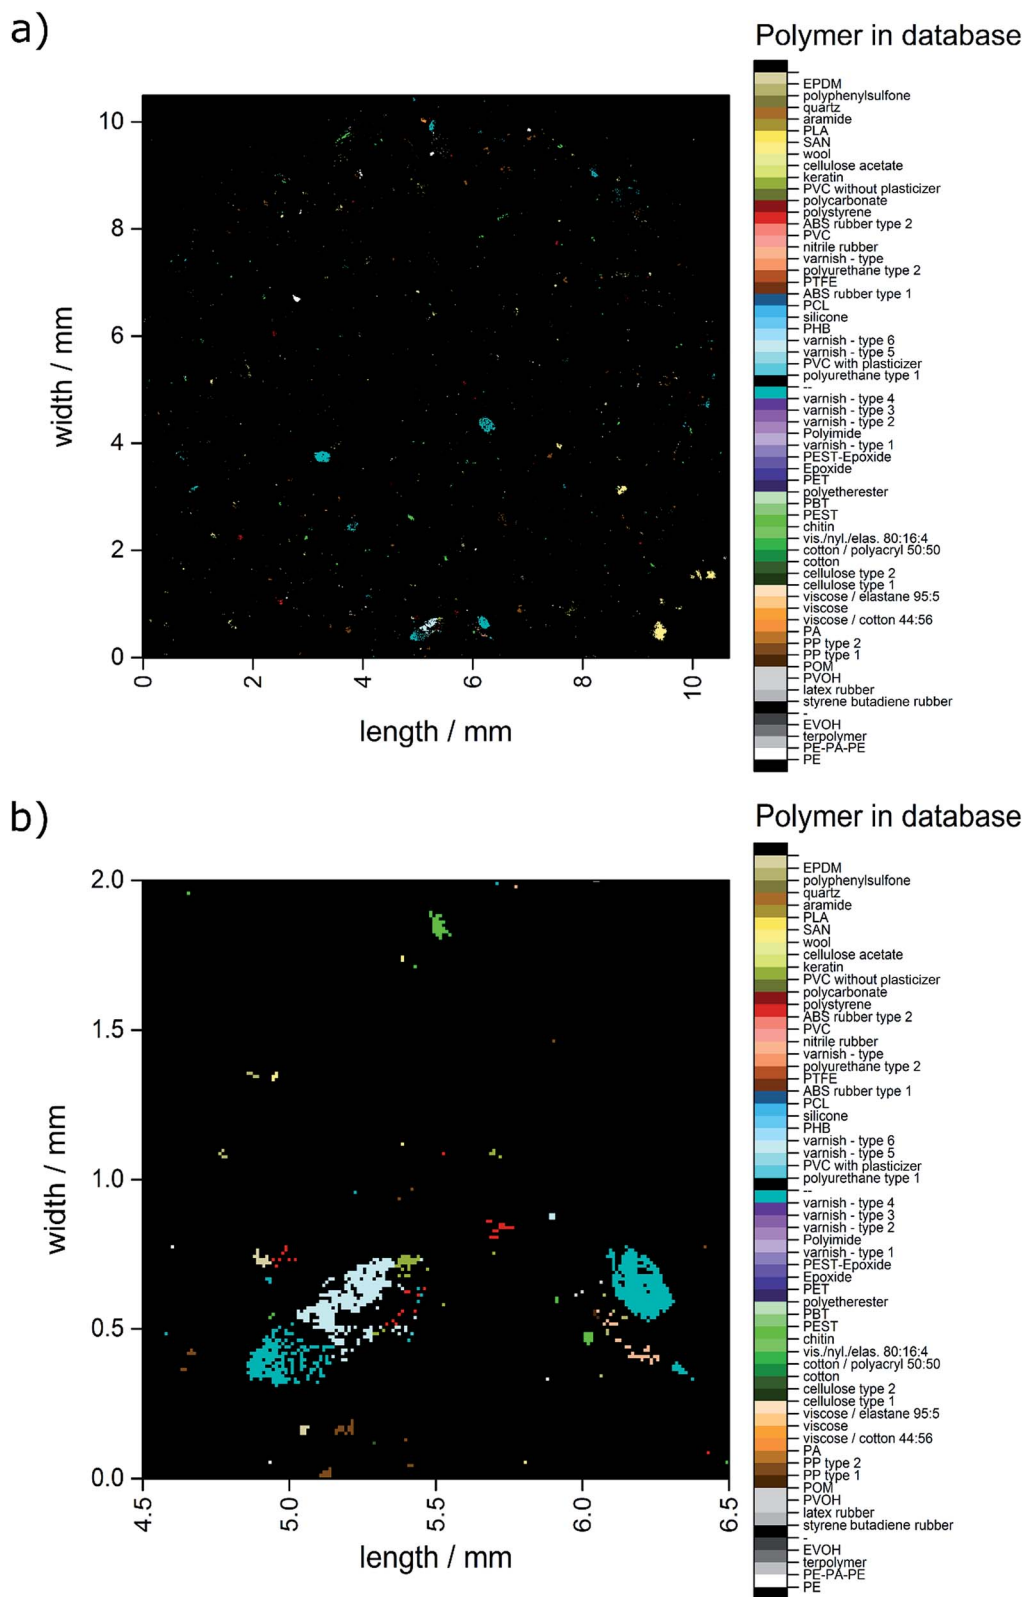 a)
Polymer in database
EPDM
polyphenylsulfone
quartz
aramide
PLA
SAN
wool
cellulose acetate
keratin
PVC without plasticizer
polycarbonate
polystyrene
ABS rubber type 2
PVC
nitrile rubber
varnish - type
polyurethane type 2
PTFE
ABS rubber type 1
PCL
silicone
PHB
varnish - type 6
varnish - type 5
PVC with plasticizer
polyurethane type 1
--
varnish - type 4
varnish - type 3
varnish - type 2
Polyimide
varnish - type 1
PEST-Epoxide
Epoxide
PET
polyetherester
PBT
PEST
chitin
vis./nyl./elas. 80:16:4
cotton / polyacryl 50:50
cotton
cellulose type 2
cellulose type 1
viscose / elastane 95:5
viscose
viscose / cotton 44:56
PA
PP type 2
PP type 1
POM
PVOH
latex rubber
styrene butadiene rubber
-
EVOH
terpolymer
PE-PA-PE
PE
10
8
6
4
2
0
width / mm
0 2 4 6 8 10
length / mm
b)
Polymer in database
EPDM
polyphenylsulfone
quartz
aramide
PLA
SAN
wool
cellulose acetate
keratin
PVC without plasticizer
polycarbonate
polystyrene
ABS rubber type 2
PVC
nitrile rubber
varnish - type
polyurethane type 2
PTFE
ABS rubber type 1
PCL
silicone
PHB
varnish - type 6
varnish - type 5
PVC with plasticizer
polyurethane type 1
--
varnish - type 4
varnish - type 3
varnish - type 2
Polyimide
varnish - type 1
PEST-Epoxide
Epoxide
PET
polyetherester
PBT
PEST
chitin
vis./nyl./elas. 80:16:4
cotton / polyacryl 50:50
cotton
cellulose type 2
cellulose type 1
viscose / elastane 95:5
viscose
viscose / cotton 44:56
PA
PP type 2
PP type 1
POM
PVOH
latex rubber
styrene butadiene rubber
-
EVOH
terpolymer
PE-PA-PE
PE
2.0
1.5
1.0
0.5
0.0
width / mm
4.5 5.0 5.5 6.0 6.5
length / mm